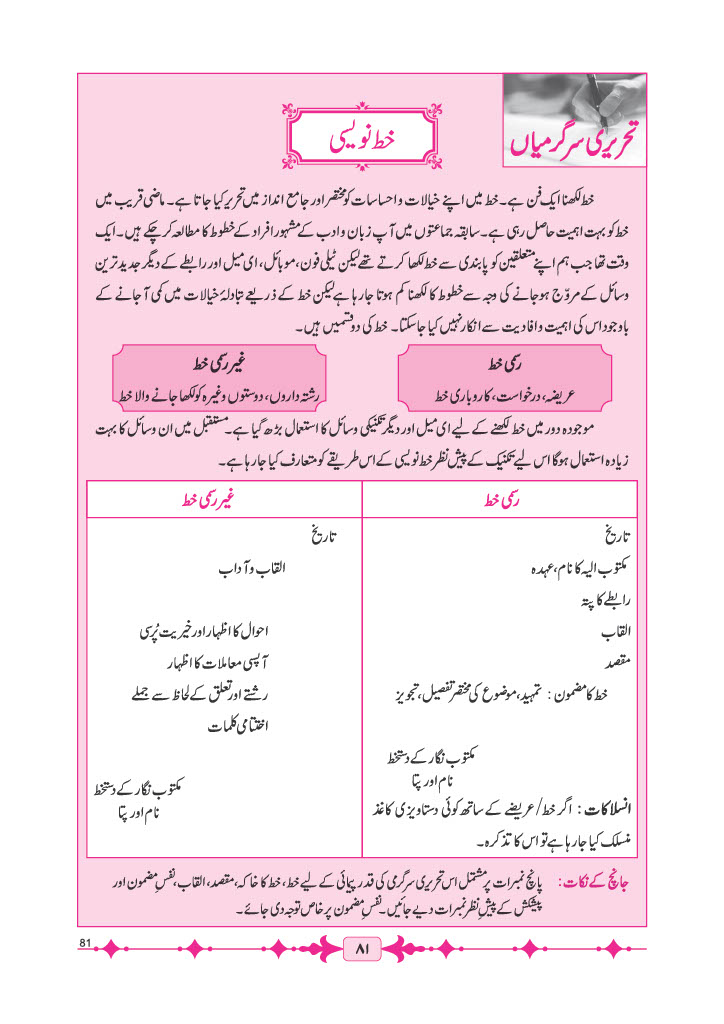 تحریری سرگرمیاں
خط نویسی
خط لکھنا ایک فن ہے۔ خط میں اپنے خیالات و احساسات کو مختصر اور جامع انداز میں تحریر کیا جاتا ہے۔ ماضی قریب میں
خط کو بہت اہمیت حاصل رہی ہے۔ سابقہ جماعتوں میں آپ زبان و ادب کے مشہور افراد کے خطوط کا مطالعہ کر چکے ہیں۔ ایک
وقت تھا جب ہم اپنے متعلقین کو پابندی سے خط لکھا کرتے تھے لیکن ٹیلی فون، موبائل، ای میل اور رابطے کے دیگر جدید ترین
وسائل کے مروّج ہو جانے کی وجہ سے خطوط کا لکھنا کم ہوتا جا رہا ہے لیکن خط کے ذریعے تبادلۂ خیالات میں کمی آ جانے کے
باوجود اس کی اہمیت و افادیت سے انکار نہیں کیا جا سکتا۔ خط کی دو قسمیں ہیں۔
رسمی خط
عریضہ، درخواست، کاروباری خط
غیر رسمی خط
رشتہ داروں، دوستوں وغیرہ کو لکھا جانے والا خط
موجودہ دور میں خط لکھنے کے لیے ای میل اور دیگر تکنیکی وسائل کا استعمال بڑھ گیا ہے۔ مستقبل میں ان وسائل کا بہت
زیادہ استعمال ہوگا اس لیے تکنیک کے پیش نظر خط نویسی کے اس طریقے کو متعارف کیا جا رہا ہے۔
رسمی خط
تاریخ
مکتوب الیہ کا نام، عہدہ
رابطے کا پتہ
القاب
مقصد
خط کا مضمون : تمہید، موضوع کی مختصر تفصیل، تجویز
مکتوب نگار کے دستخط
نام اور پتا
انسلاکات : اگر خط/عریضے کے ساتھ کوئی دستاویزی کاغذ
منسلک کیا جا رہا ہے تو اس کا تذکرہ۔
غیر رسمی خط
تاریخ
القاب و آداب
احوال کا اظہار اور خیریت پُرسی
آپسی معاملات کا اظہار
رشتے اور تعلق کے لحاظ سے جملے
اختتامی کلمات
مکتوب نگار کے دستخط
نام اور پتا
جانچ کے نکات : پانچ نمبرات پر مشتمل اس تحریری سرگرمی کی قدر پیمائی کے لیے خط، خط کا خاکہ، مقصد، القاب، نفسِ مضمون اور
پیشکش کے پیشِ نظر نمبرات دیے جائیں۔ نفسِ مضمون پر خاص توجہ دی جائے۔
81
۸۱